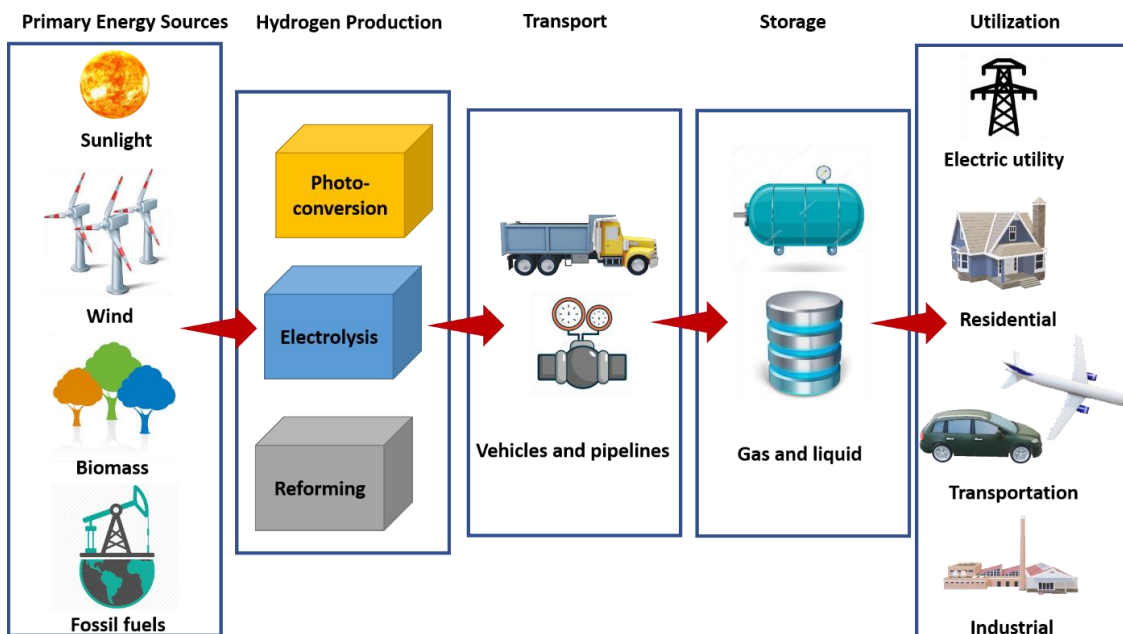 Primary Energy Sources
Hydrogen Production
Transport
Storage
Utilization
Sunlight
Wind
Biomass
Fossil fuels
Photo-
conversion
Electrolysis
Reforming
Vehicles and pipelines
Gas and liquid
Electric utility
Residential
Transportation
Industrial